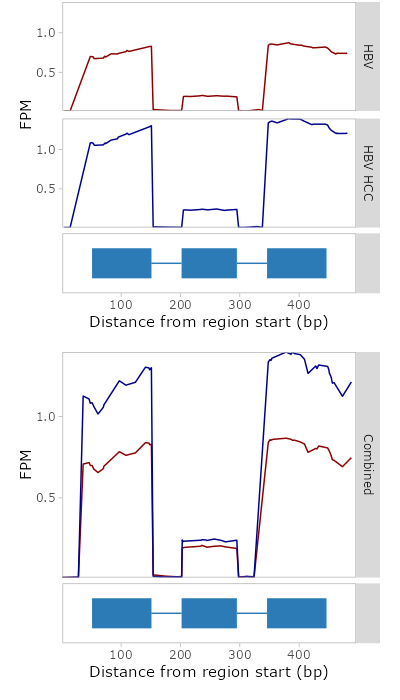 1.0
0.5
HBV
FPM
1.0
0.5
HBV HCC
100 200 300 400
Distance from region start (bp)
1.0
0.5
FPM
Combined
100 200 300 400
Distance from region start (bp)